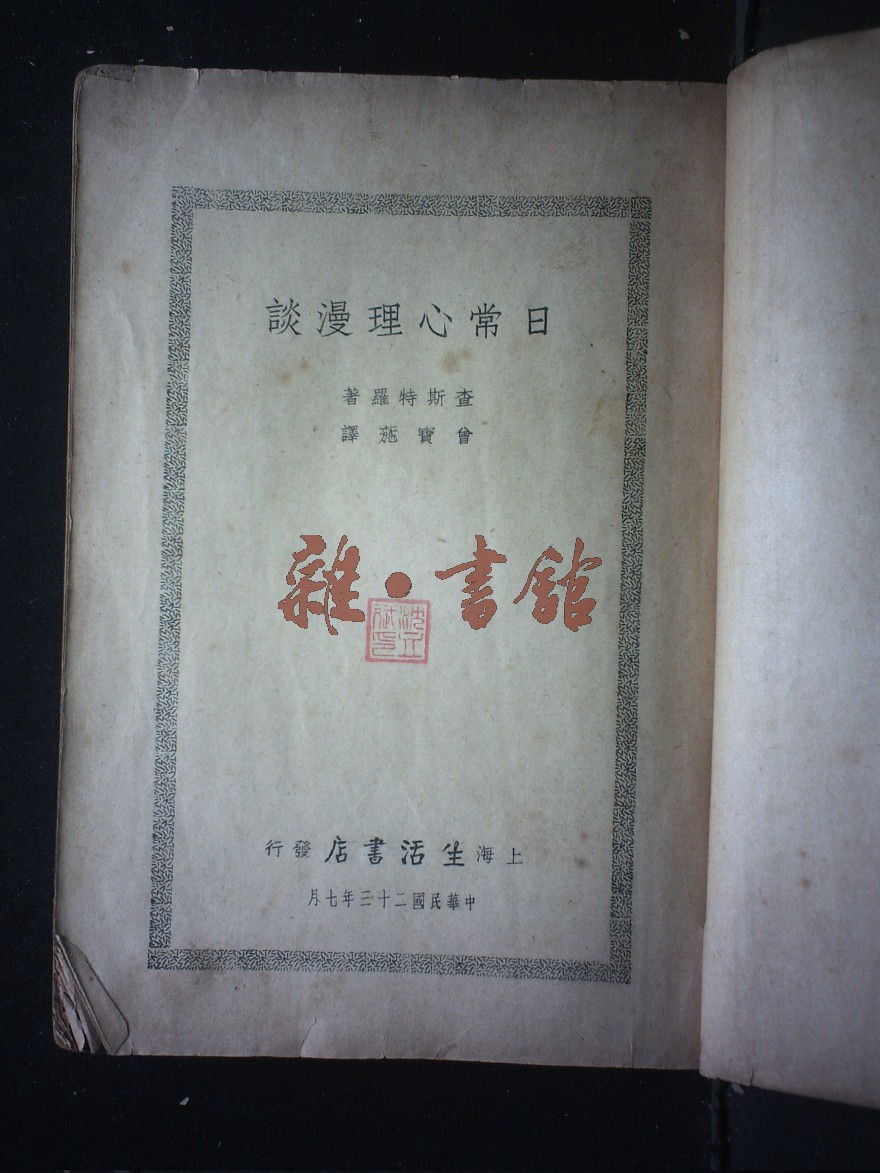 日常心理漫談
查斯特羅著
曾寶葹譯
雜·書館
上海生活書店發行
中華民國二十三年七月